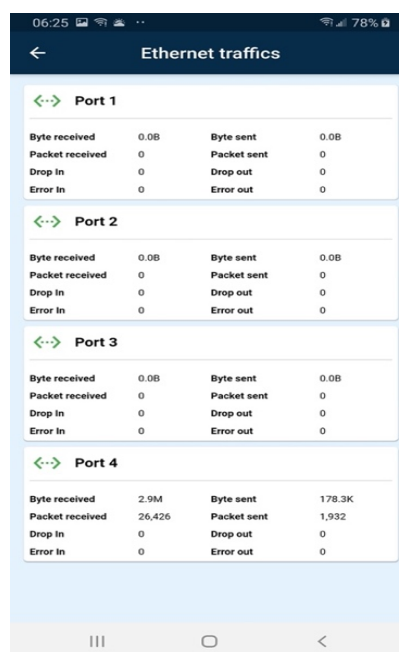 06:25 78%
Ethernet traffics
Port 1
Byte received 0.0B Byte sent 0.0B
Packet received 0 Packet sent 0
Drop In 0 Drop out 0
Error In 0 Error out 0
Port 2
Byte received 0.0B Byte sent 0.0B
Packet received 0 Packet sent 0
Drop In 0 Drop out 0
Error In 0 Error out 0
Port 3
Byte received 0.0B Byte sent 0.0B
Packet received 0 Packet sent 0
Drop In 0 Drop out 0
Error In 0 Error out 0
Port 4
Byte received 2.9M Byte sent 178.3K
Packet received 26,426 Packet sent 1,932
Drop In 0 Drop out 0
Error In 0 Error out 0